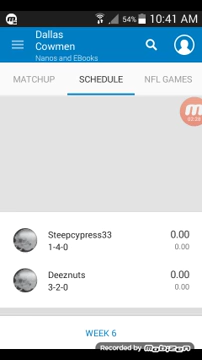 54% 10:41 AM
Dallas
Cowmen
Nanos and EBooks
MATCHUP SCHEDULE NFL GAMES
Steepcypress33 0.00
1-4-0 0.00
Deeznuts 0.00
3-2-0 0.00
WEEK 6
Recorded by Mobizen